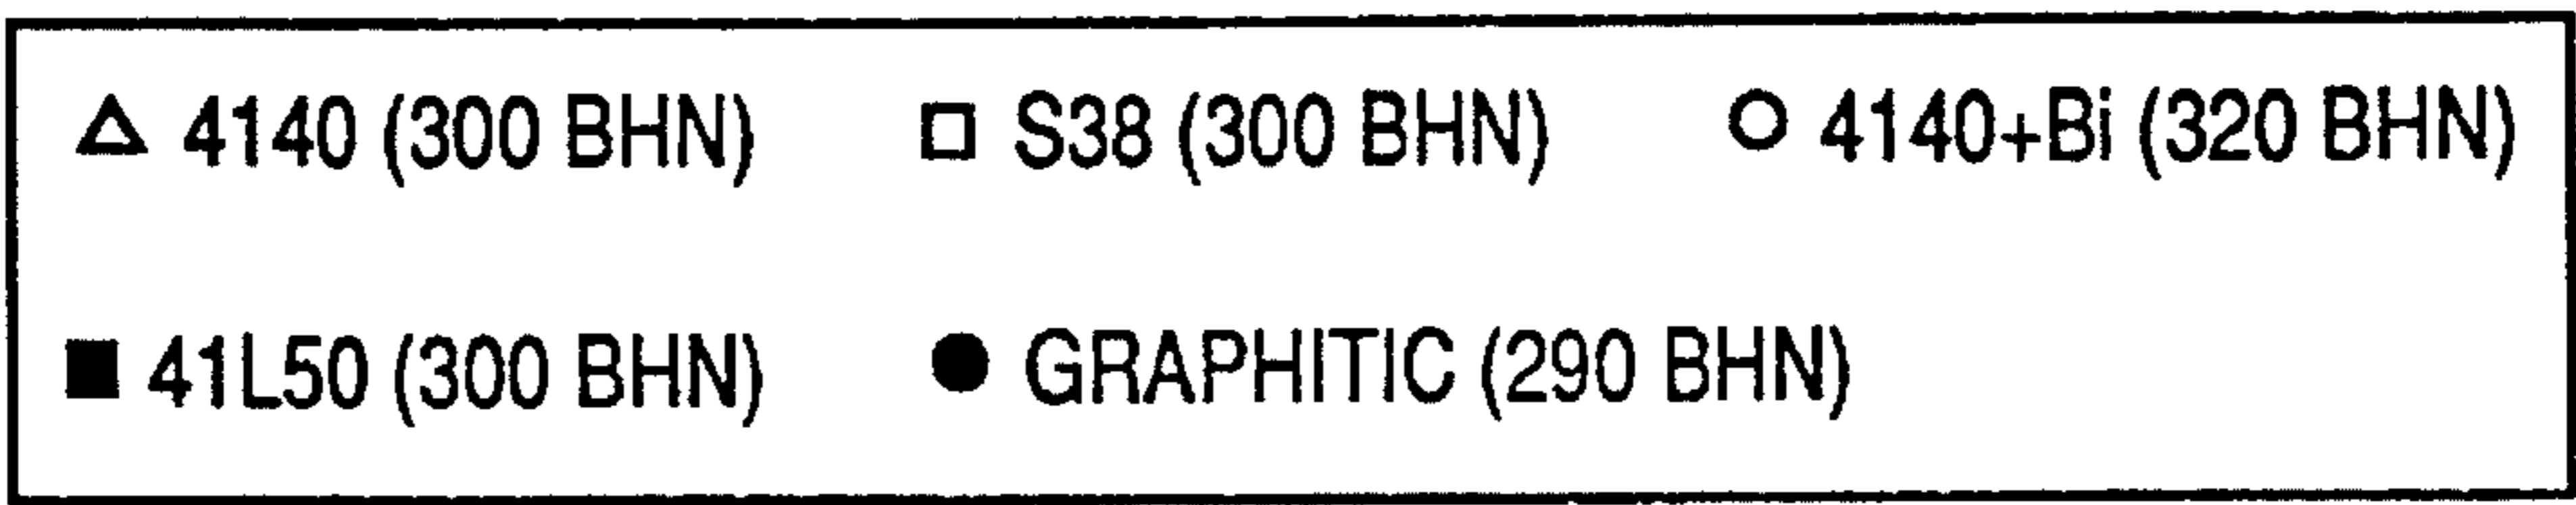 △ 4140 (300 BHN) □ S38 (300 BHN) ○ 4140+Bi (320 BHN)
■ 41L50 (300 BHN) ● GRAPHITIC (290 BHN)